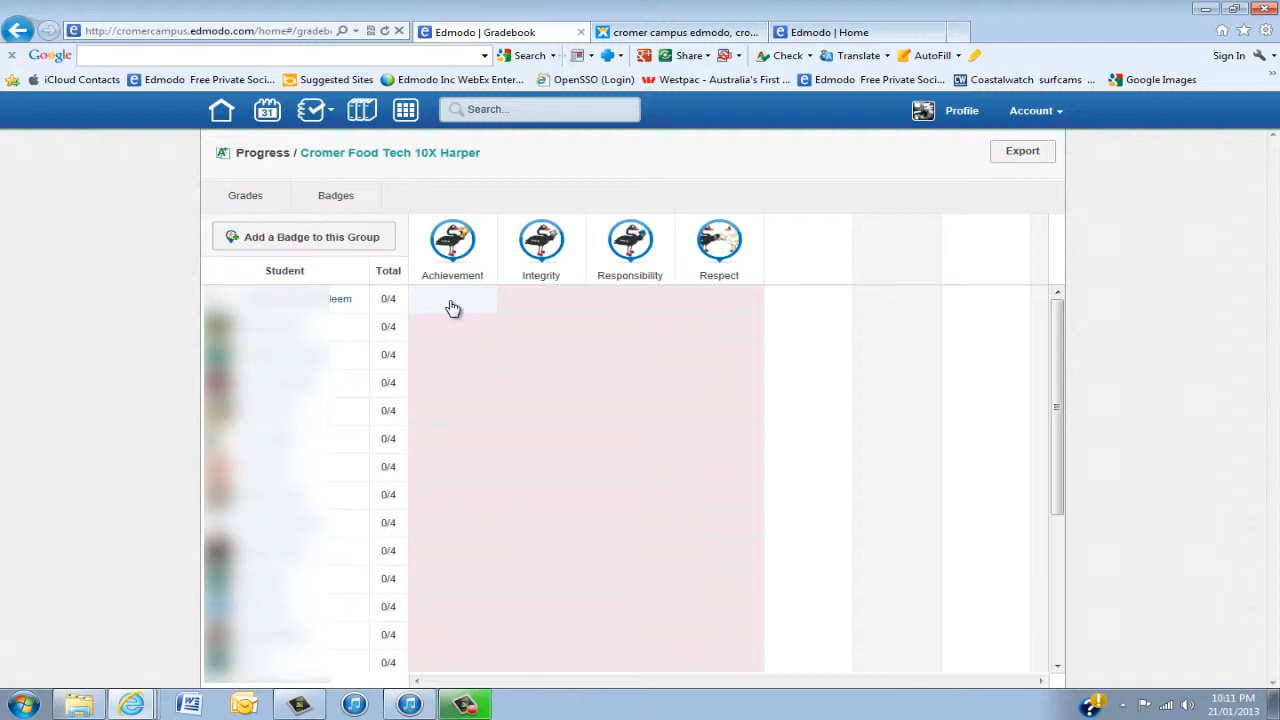 http://cromercampus.edmodo.com/home#/gradeb
Edmodo | Gradebook
cromer campus edmodo, cro...
Edmodo | Home
Google
Search
Share
Check
Translate
AutoFill
Sign In
iCloud Contacts
Edmodo Free Private Soci...
Suggested Sites
Edmodo Inc WebEx Enter...
OpenSSO (Login)
Westpac - Australia's First ...
Edmodo Free Private Soci...
Coastalwatch surfcams ...
Google Images
31
Search...
Profile
Account
Progress / Cromer Food Tech 10X Harper
Export
Grades
Badges
Add a Badge to this Group
Achievement
Integrity
Responsibility
Respect
Student
Total
leem
0/4
0/4
0/4
0/4
0/4
0/4
0/4
0/4
0/4
0/4
0/4
0/4
0/4
0/4
10:11 PM
21/01/2013